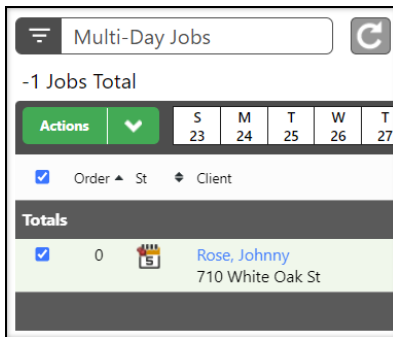 Multi-Day Jobs
-1 Jobs Total
Actions S M T W T
23 24 25 26 27
Order St Client
Totals
0 5 Rose, Johnny
710 White Oak St